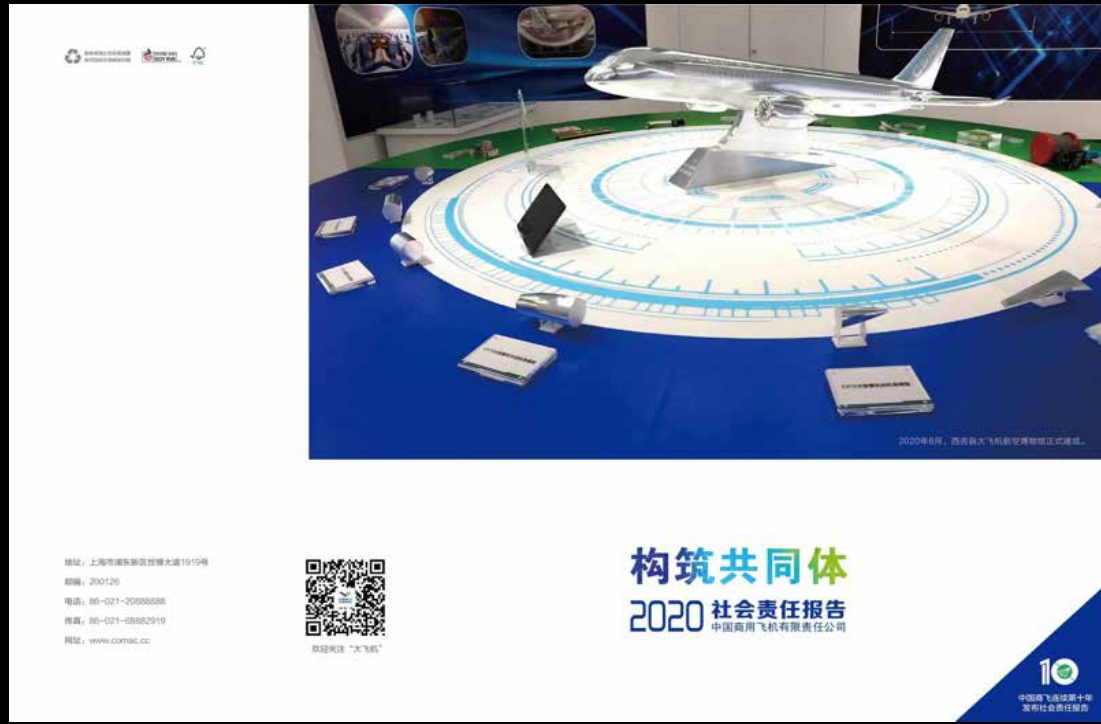 2020年8月，西吉县大飞机航空博物馆正式建成。
地址：上海市浦东新区世博大道1919号
邮编：200126
电话：86-021-20888888
传真：86-021-68882919
网址：www.comac.cc
欢迎关注“大飞机”
构筑共同体
2020 社会责任报告
中国商用飞机有限责任公司
10
中国商飞连续第十年
发布社会责任报告